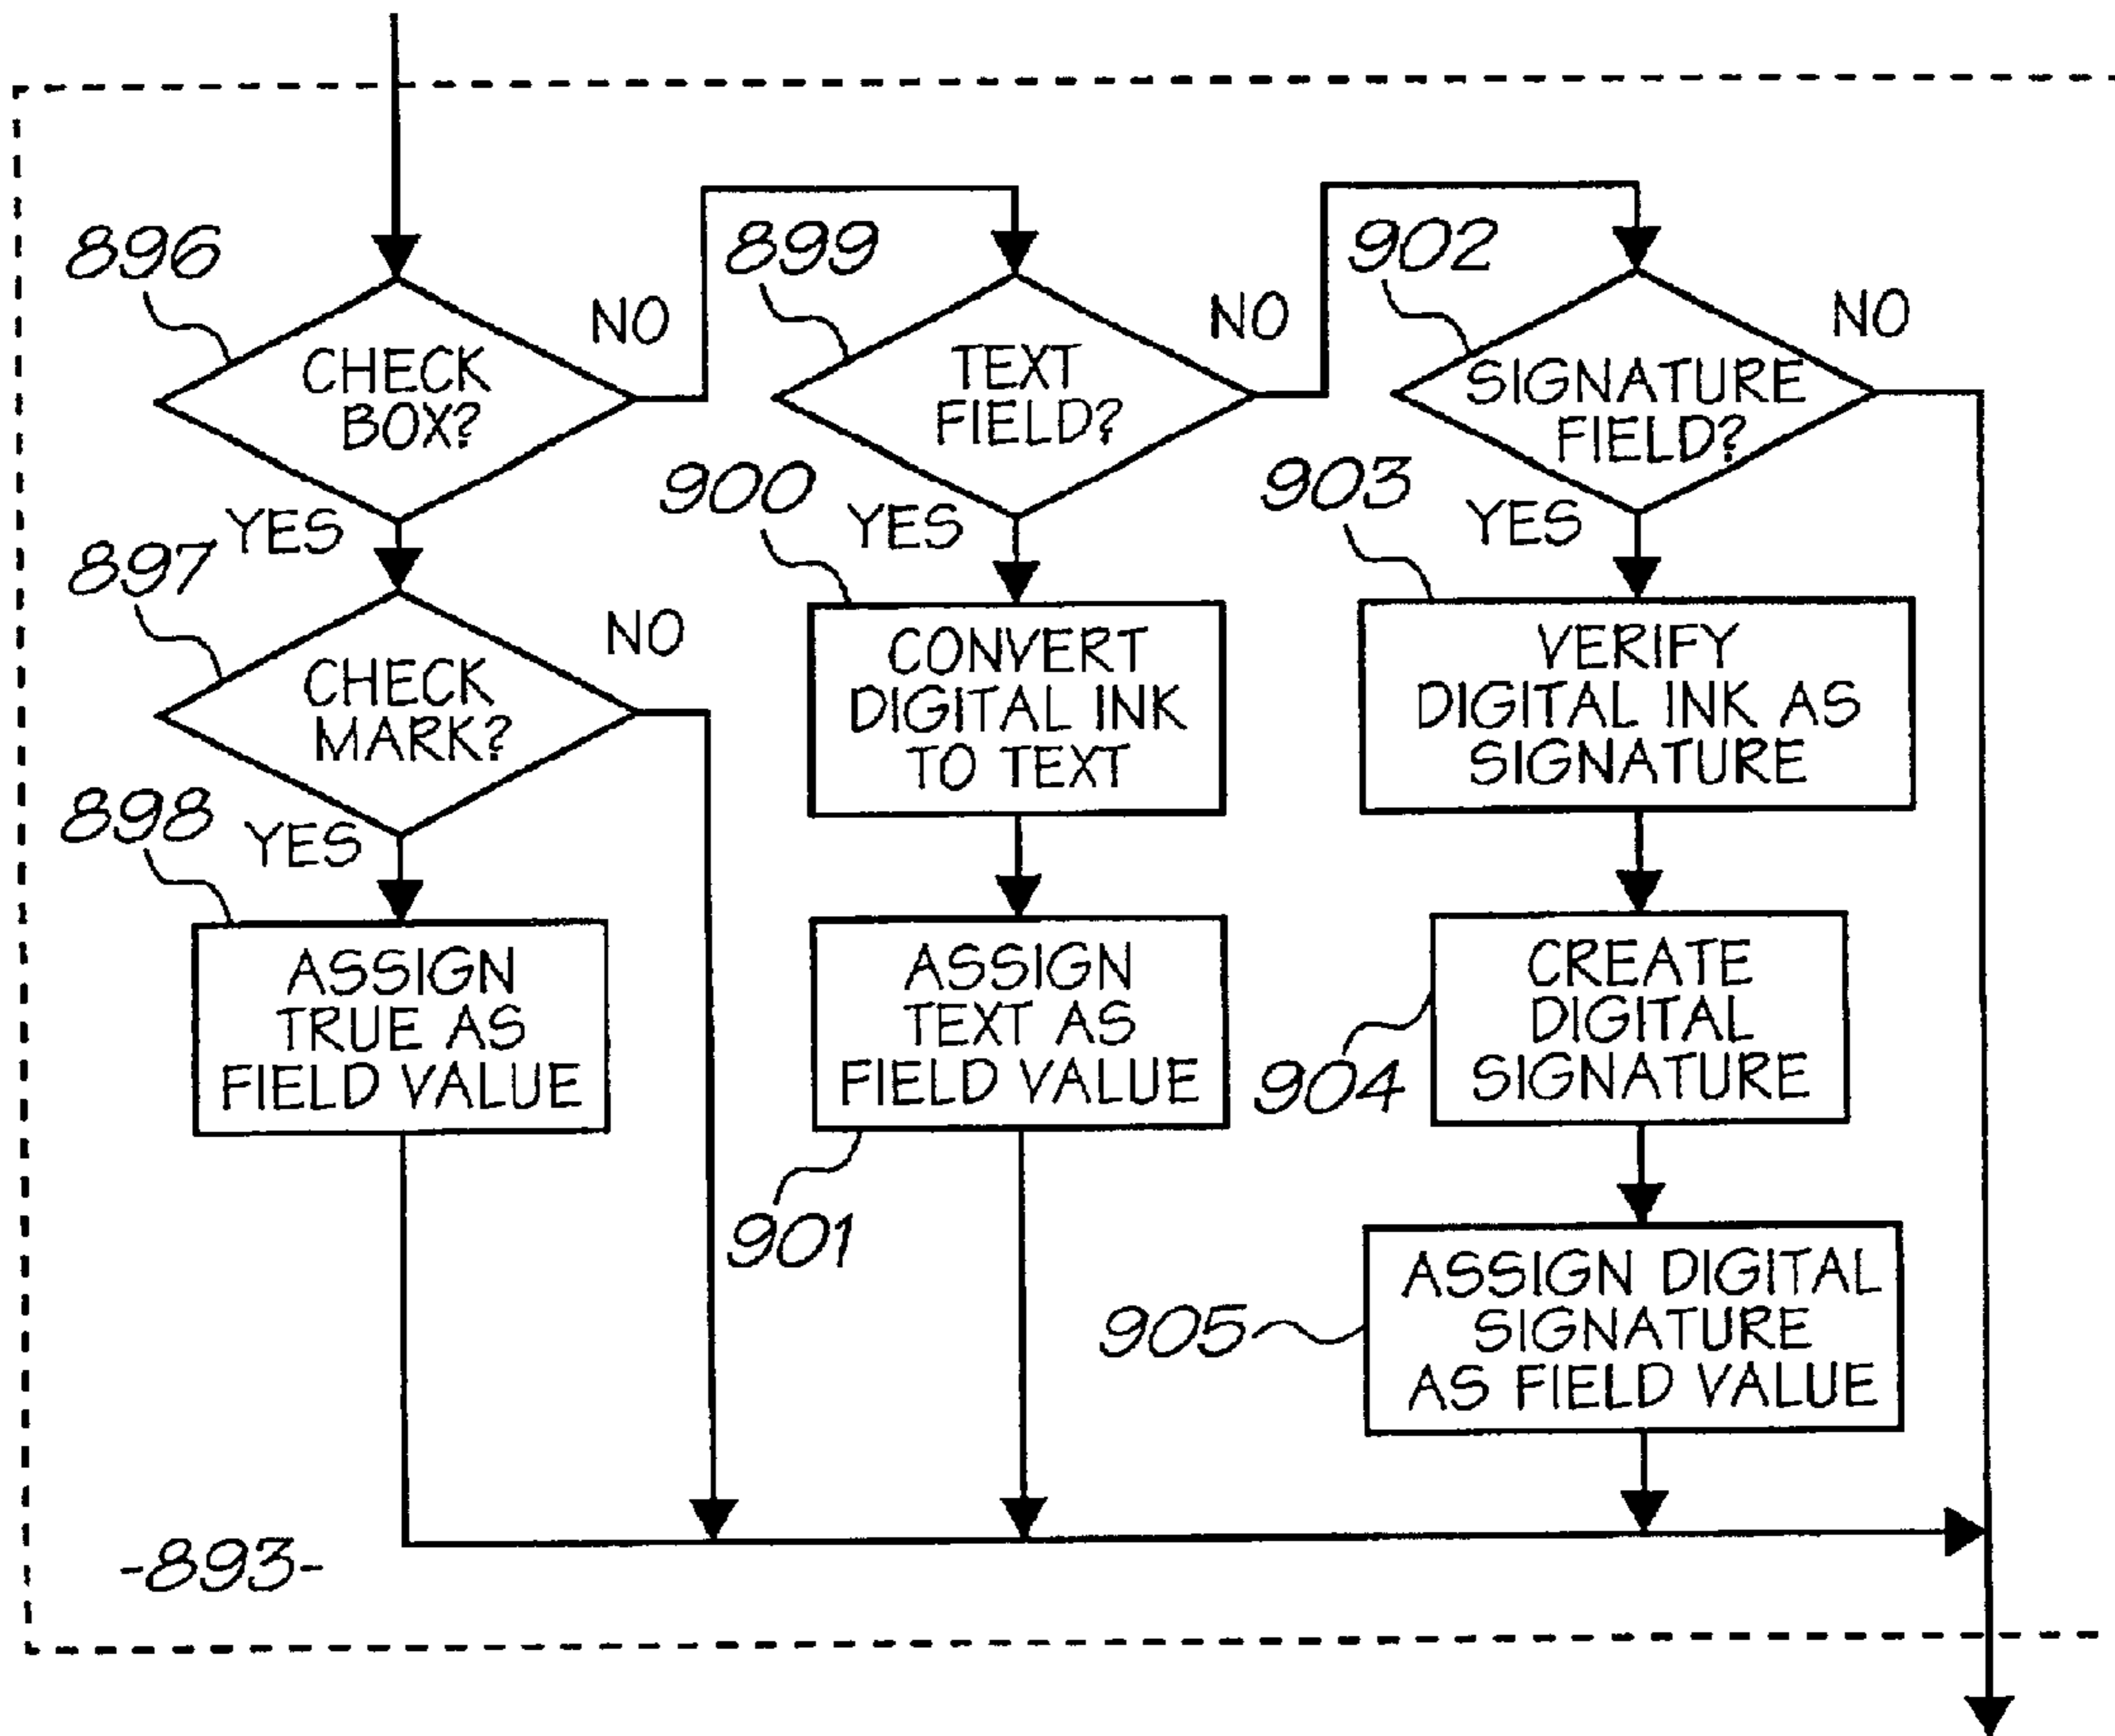 896
CHECK
BOX?
NO
YES
897
CHECK
MARK?
NO
898
YES
ASSIGN
TRUE AS
FIELD VALUE
899
TEXT
FIELD?
NO
900
YES
CONVERT
DIGITAL INK
TO TEXT
ASSIGN
TEXT AS
FIELD VALUE
901
902
SIGNATURE
FIELD?
NO
903
YES
VERIFY
DIGITAL INK AS
SIGNATURE
CREATE
DIGITAL
SIGNATURE
904
ASSIGN DIGITAL
SIGNATURE
AS FIELD VALUE
905
-893-